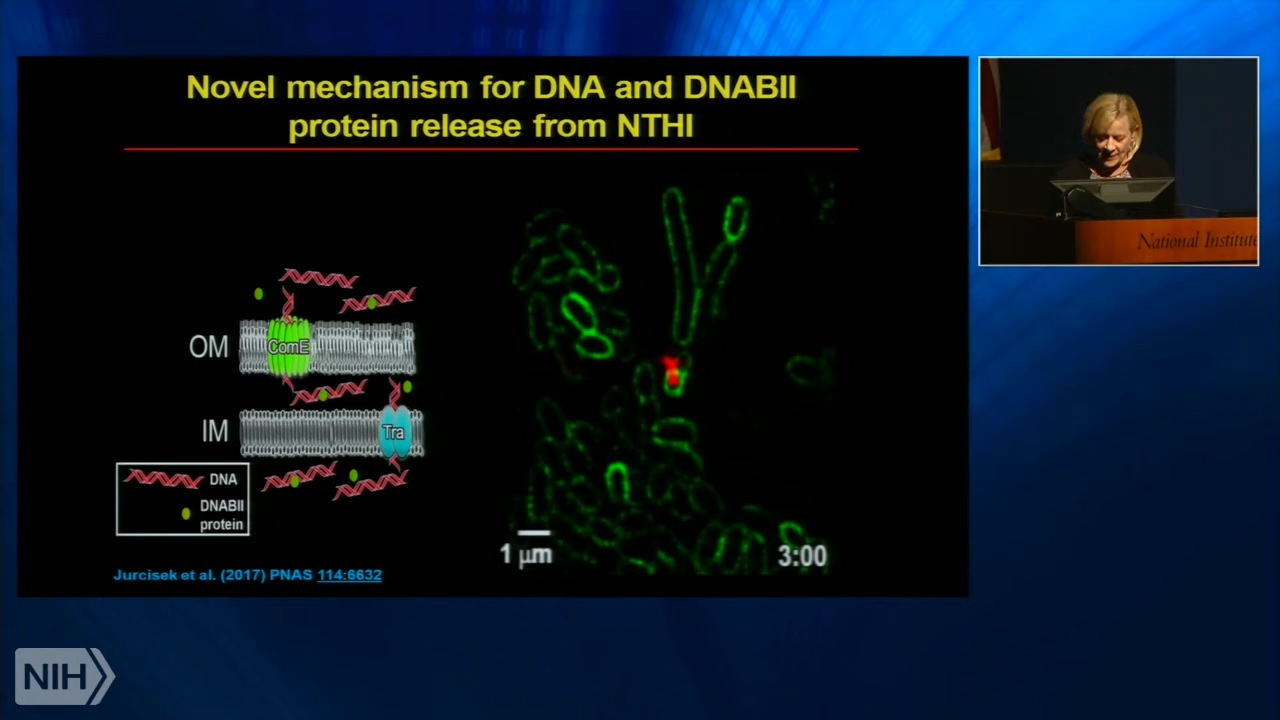 Novel mechanism for DNA and DNABII
protein release from NTHI
OM
ComE
IM
Tra
DNA
DNABII
protein
1 μm
3:00
Jurcisek et al. (2017) PNAS 114:6632
National Institute
NIH